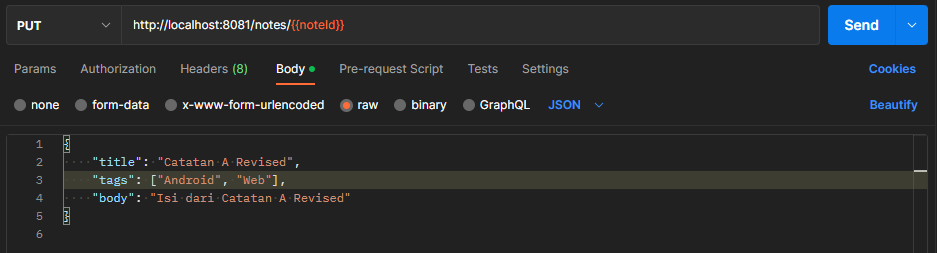 PUT http://localhost:8081/notes/{{noteId}} Send
Params Authorization Headers (8) Body Pre-request Script Tests Settings Cookies
none form-data x-www-form-urlencoded raw binary GraphQL JSON Beautify
1 {
2 "title": "Catatan A Revised",
3 "tags": ["Android", "Web"],
4 "body": "Isi dari Catatan A Revised"
5 }
6